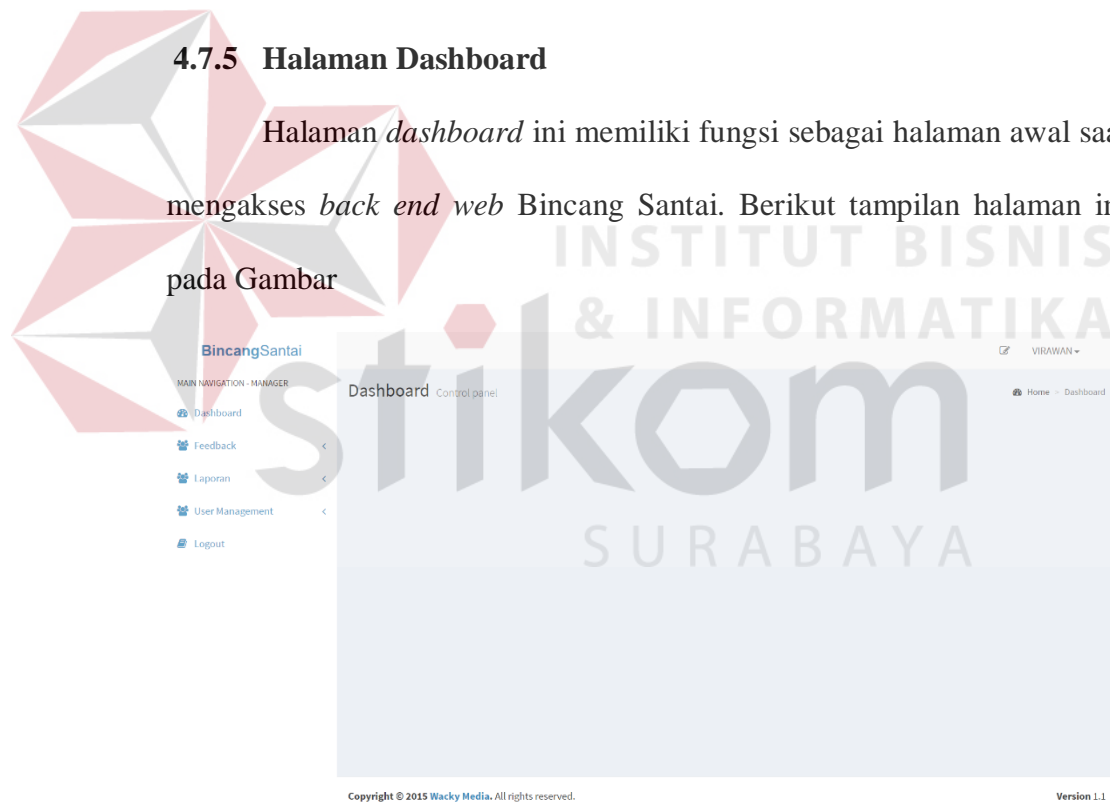 4.7.5 Halaman Dashboard
Halaman dashboard ini memiliki fungsi sebagai halaman awal
mengakses back end web Bincang Santai. Berikut tampilan halaman
pada Gambar
INSTITUT BISNIS
& INFORMATIKA
stikom
SURABAYA
BincangSantai
VIRAWAN
MAIN NAVIGATION - MANAGER
Dashboard Control panel
Home > Dashboard
Dashboard
Feedback <
Laporan <
User Management <
Logout
Copyright © 2015 Wacky Media. All rights reserved.
Version 1.1